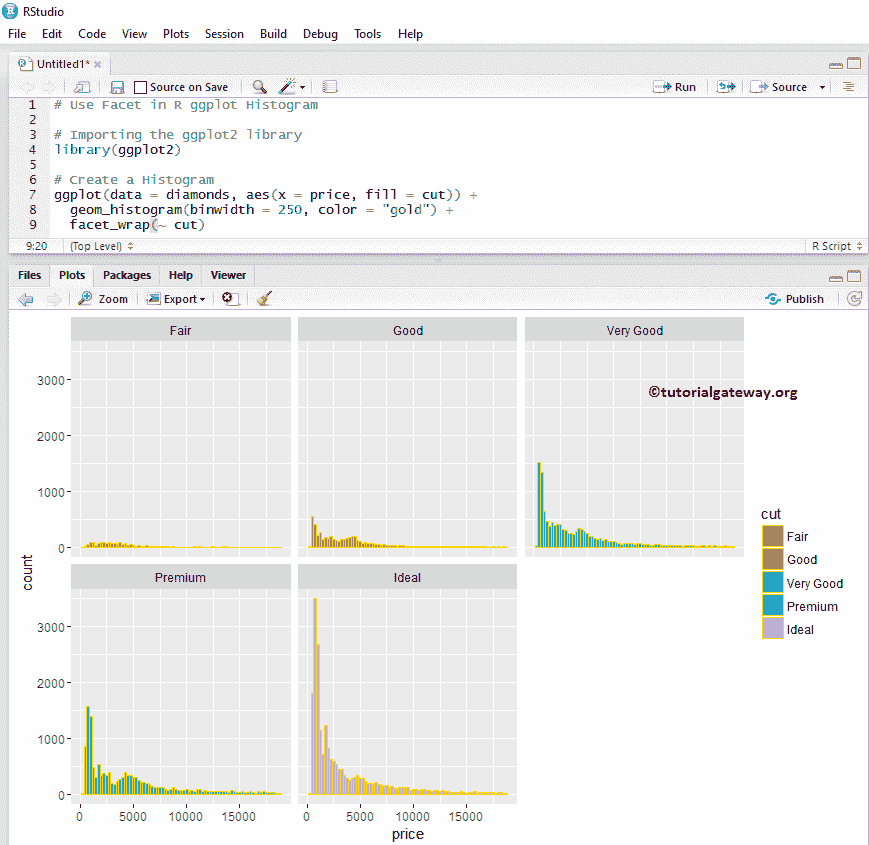 RStudio
File Edit Code View Plots Session Build Debug Tools Help
Untitled1*
Source on Save Run Source
1 # Use Facet in R ggplot Histogram
2
3 # Importing the ggplot2 library
4 library(ggplot2)
5
6 # Create a Histogram
7 ggplot(data = diamonds, aes(x = price, fill = cut)) +
8 geom_histogram(binwidth = 250, color = "gold") +
9 facet_wrap(~ cut)
9:20 (Top Level) R Script
Files Plots Packages Help Viewer
Zoom Export Publish
Fair Good Very Good
©tutorialgateway.org
3000
2000
1000
0
count
Premium Ideal
3000
2000
1000
0
0 5000 10000 15000 0 5000 10000 15000
price
cut
Fair
Good
Very Good
Premium
Ideal